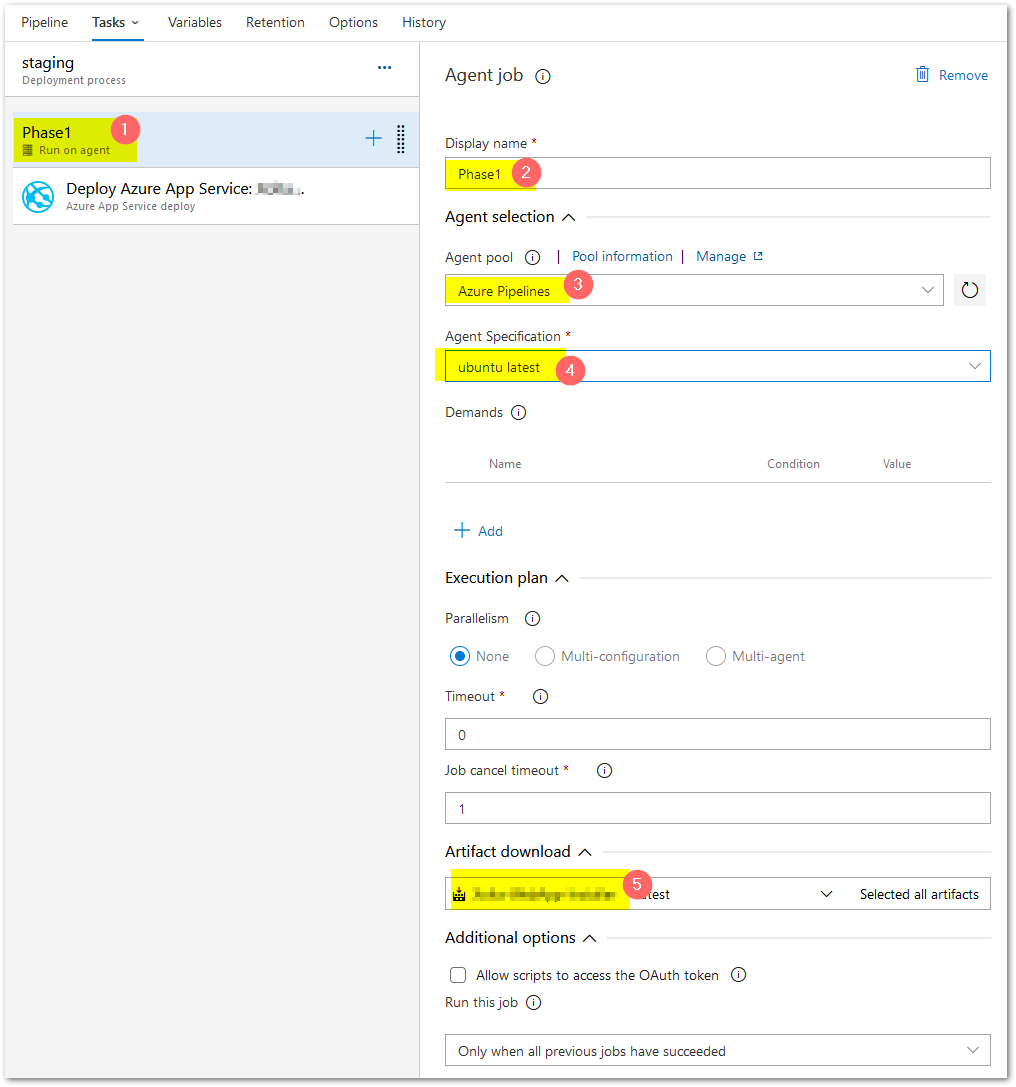 Pipeline Tasks Variables Retention Options History
staging
Deployment process
Phase1 1
Run on agent
Deploy Azure App Service:
Azure App Service deploy
Agent job
Remove
Display name *
Phase1 2
Agent selection
Agent pool | Pool information | Manage
Azure Pipelines 3
Agent Specification *
ubuntu latest 4
Demands
Name Condition Value
Add
Execution plan
Parallelism
None Multi-configuration Multi-agent
Timeout *
0
Job cancel timeout *
1
Artifact download
5 Selected all artifacts
Additional options
Allow scripts to access the OAuth token
Run this job
Only when all previous jobs have succeeded